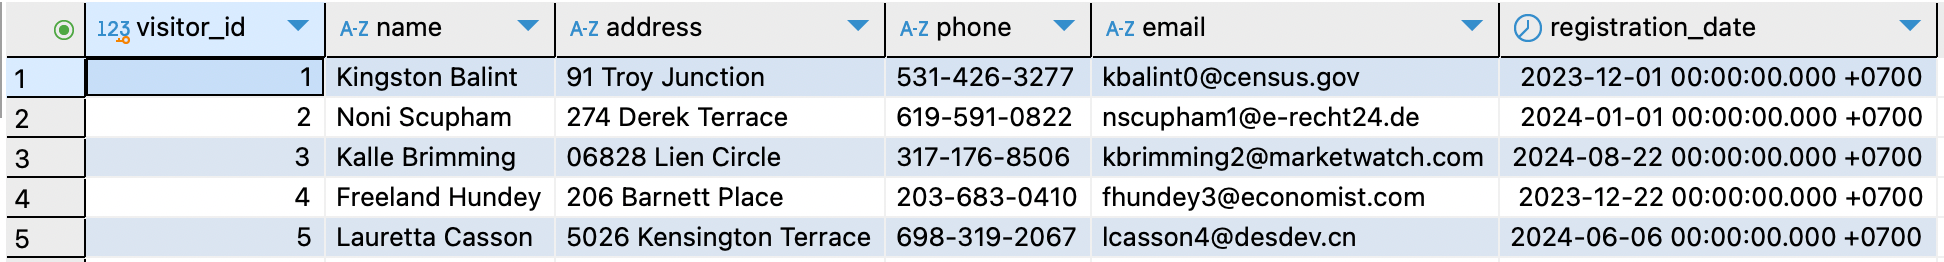 123 visitor_id A-Z name A-Z address A-Z phone A-Z email registration_date
1 1 Kingston Balint 91 Troy Junction 531-426-3277 kbalint0@census.gov 2023-12-01 00:00:00.000 +0700
2 2 Noni Scupham 274 Derek Terrace 619-591-0822 nscupham1@e-recht24.de 2024-01-01 00:00:00.000 +0700
3 3 Kalle Brimming 06828 Lien Circle 317-176-8506 kbrimming2@marketwatch.com 2024-08-22 00:00:00.000 +0700
4 4 Freeland Hundey 206 Barnett Place 203-683-0410 fhundey3@economist.com 2023-12-22 00:00:00.000 +0700
5 5 Lauretta Casson 5026 Kensington Terrace 698-319-2067 lcasson4@desdev.cn 2024-06-06 00:00:00.000 +0700